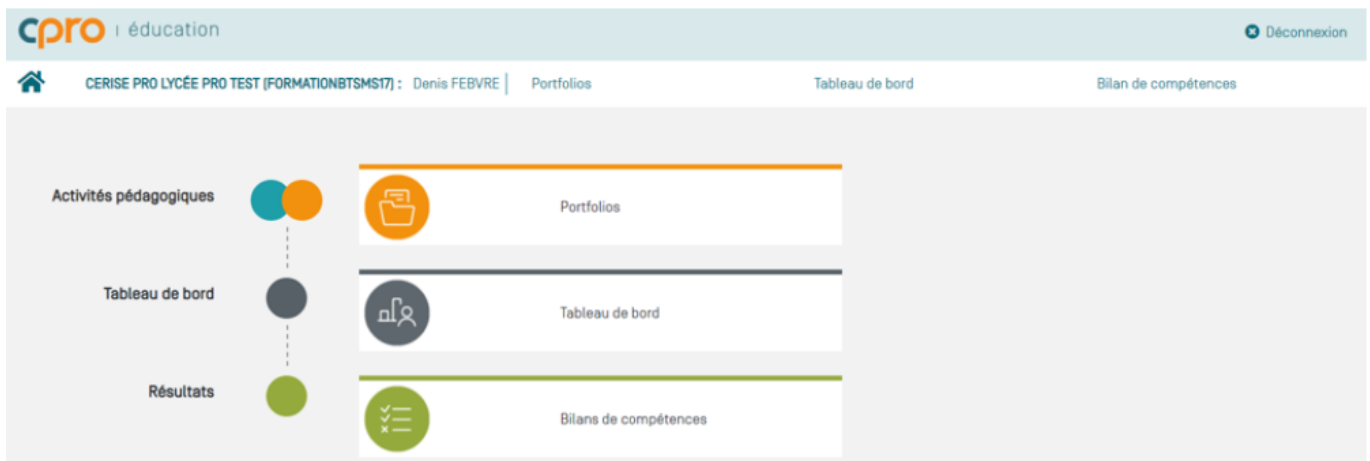 cpro | éducation
Déconnexion
CERISE PRO LYCÉE PRO TEST (FORMATIONBTSMS17) : Denis FEBVRE | Portfolios Tableau de bord Bilan de compétences
Activités pédagogiques
Portfolios
Tableau de bord
Tableau de bord
Résultats
Bilans de compétences